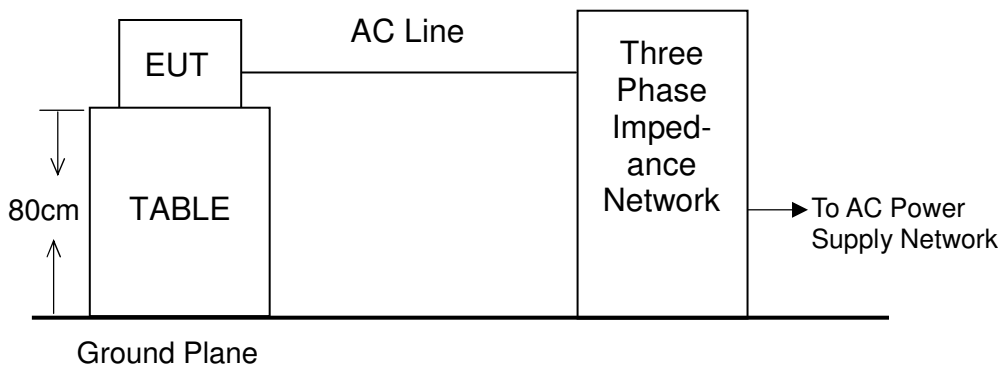 AC Line
EUT
Three
Phase
Imped-
ance
Network
80cm
TABLE
To AC Power
Supply Network
Ground Plane